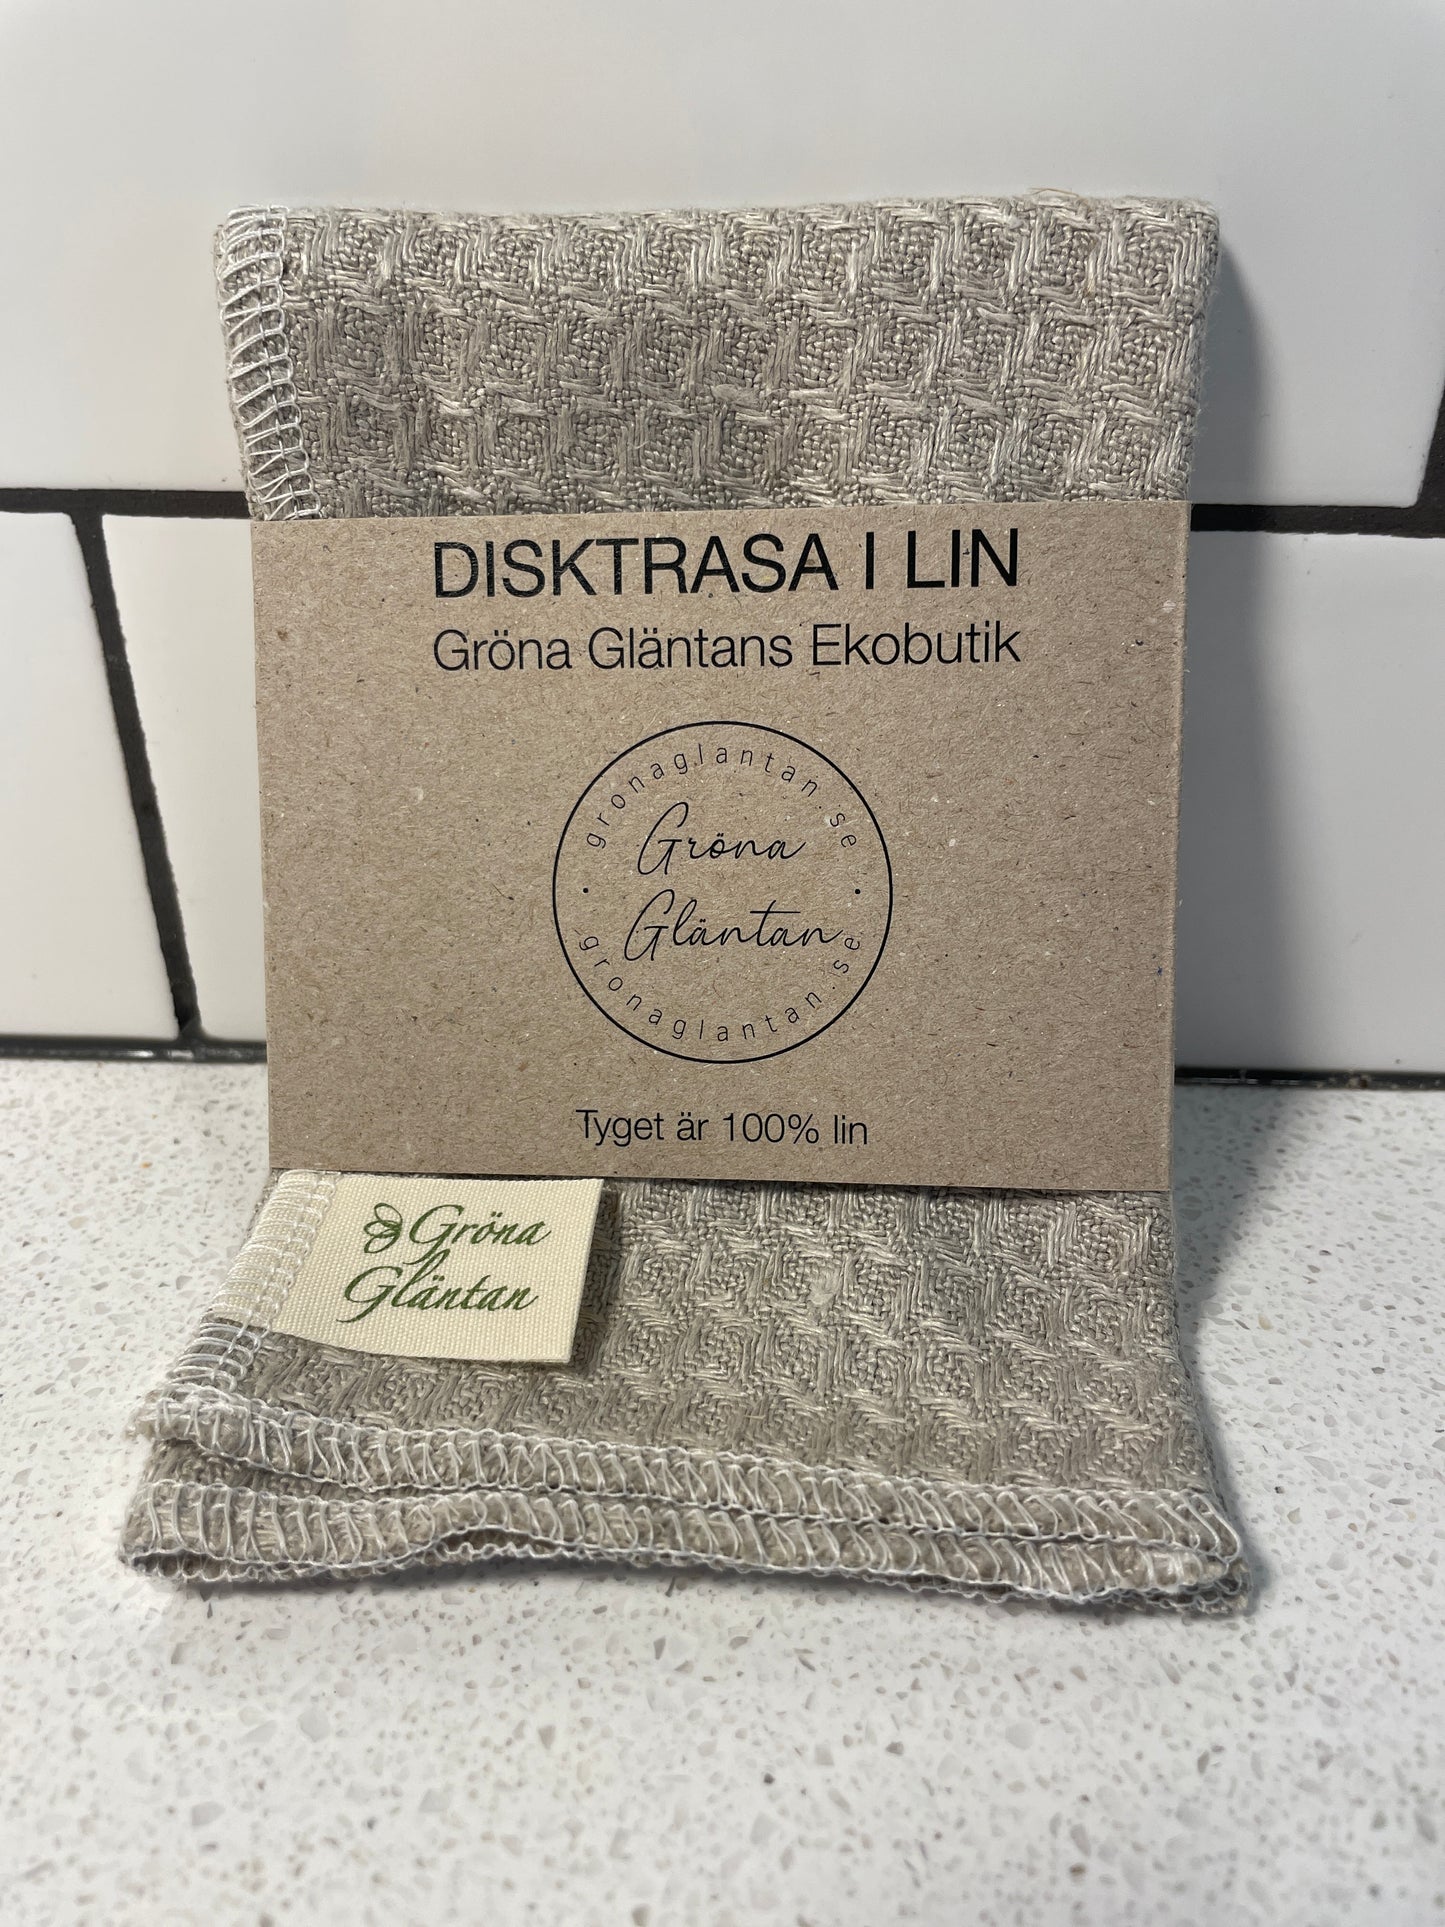 DISKTRASA I LIN
Gröna Gläntans Ekobutik
gronaglantan.se
Gröna
Gläntan
gronaglantan.se
Tyget är 100% lin
Gröna
Gläntan